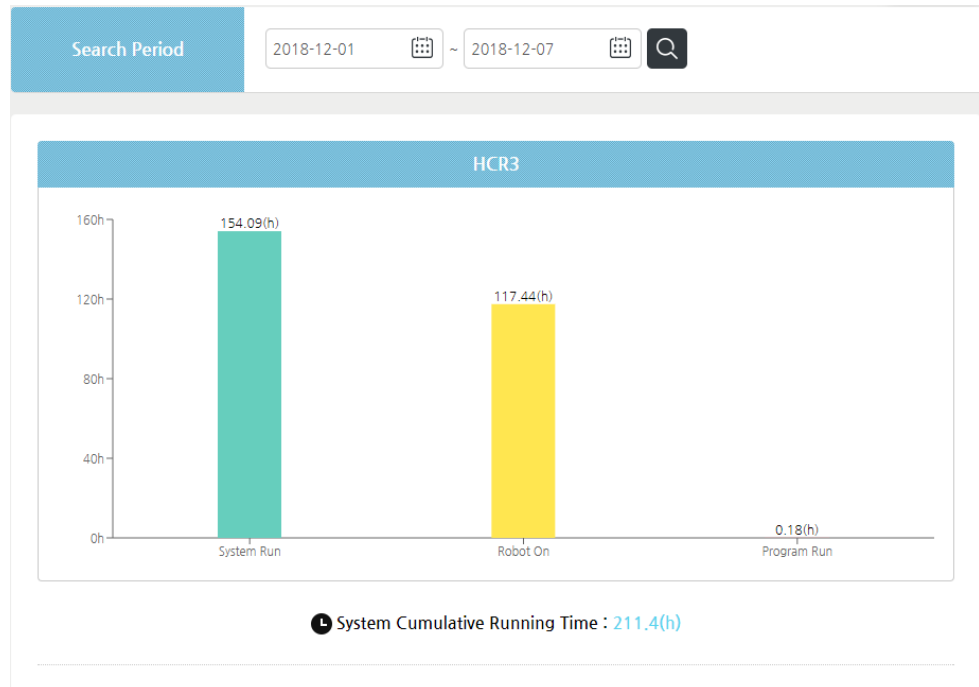 Search Period
2018-12-01 ~ 2018-12-07
HCR3
160h
154.09(h)
120h
117.44(h)
80h
40h
0.18(h)
0h
System Run
Robot On
Program Run
System Cumulative Running Time : 211.4(h)